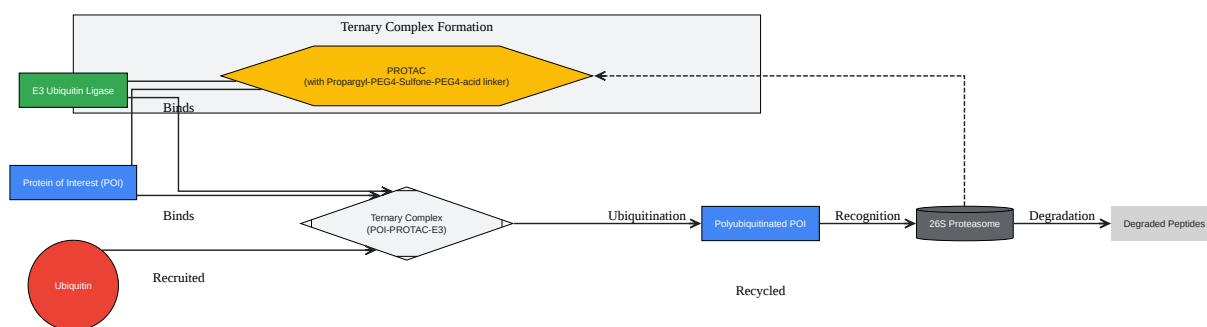 Ternary Complex Formation
PROTAC
(with Propargyl-PEG4-Sulfone-PEG4-acid linker)
E3 Ubiquitin Ligase
Binds
Protein of Interest (POI)
Binds
Ternary Complex
(POI-PROTAC-E3)
Ubiquitination
Polyubiquitinated POI
Recognition
26S Proteasome
Degradation
Degraded Peptides
Ubiquitin
Recruited
Recycled